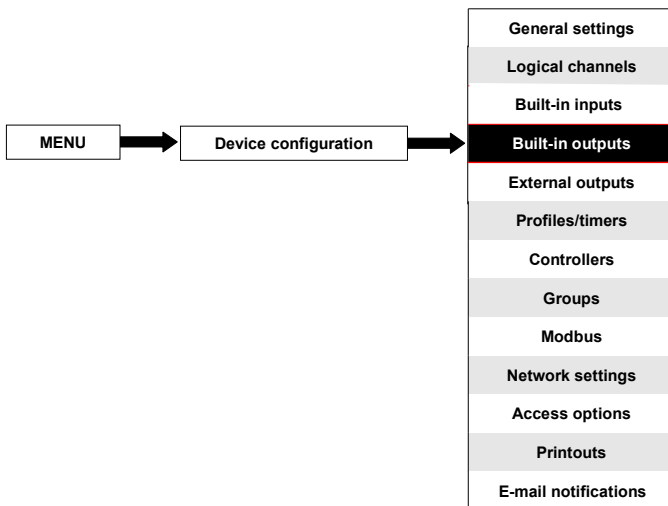 General settings
Logical channels
Built-in inputs
MENU
Device configuration
Built-in outputs
External outputs
Profiles/timers
Controllers
Groups
Modbus
Network settings
Access options
Printouts
E-mail notifications